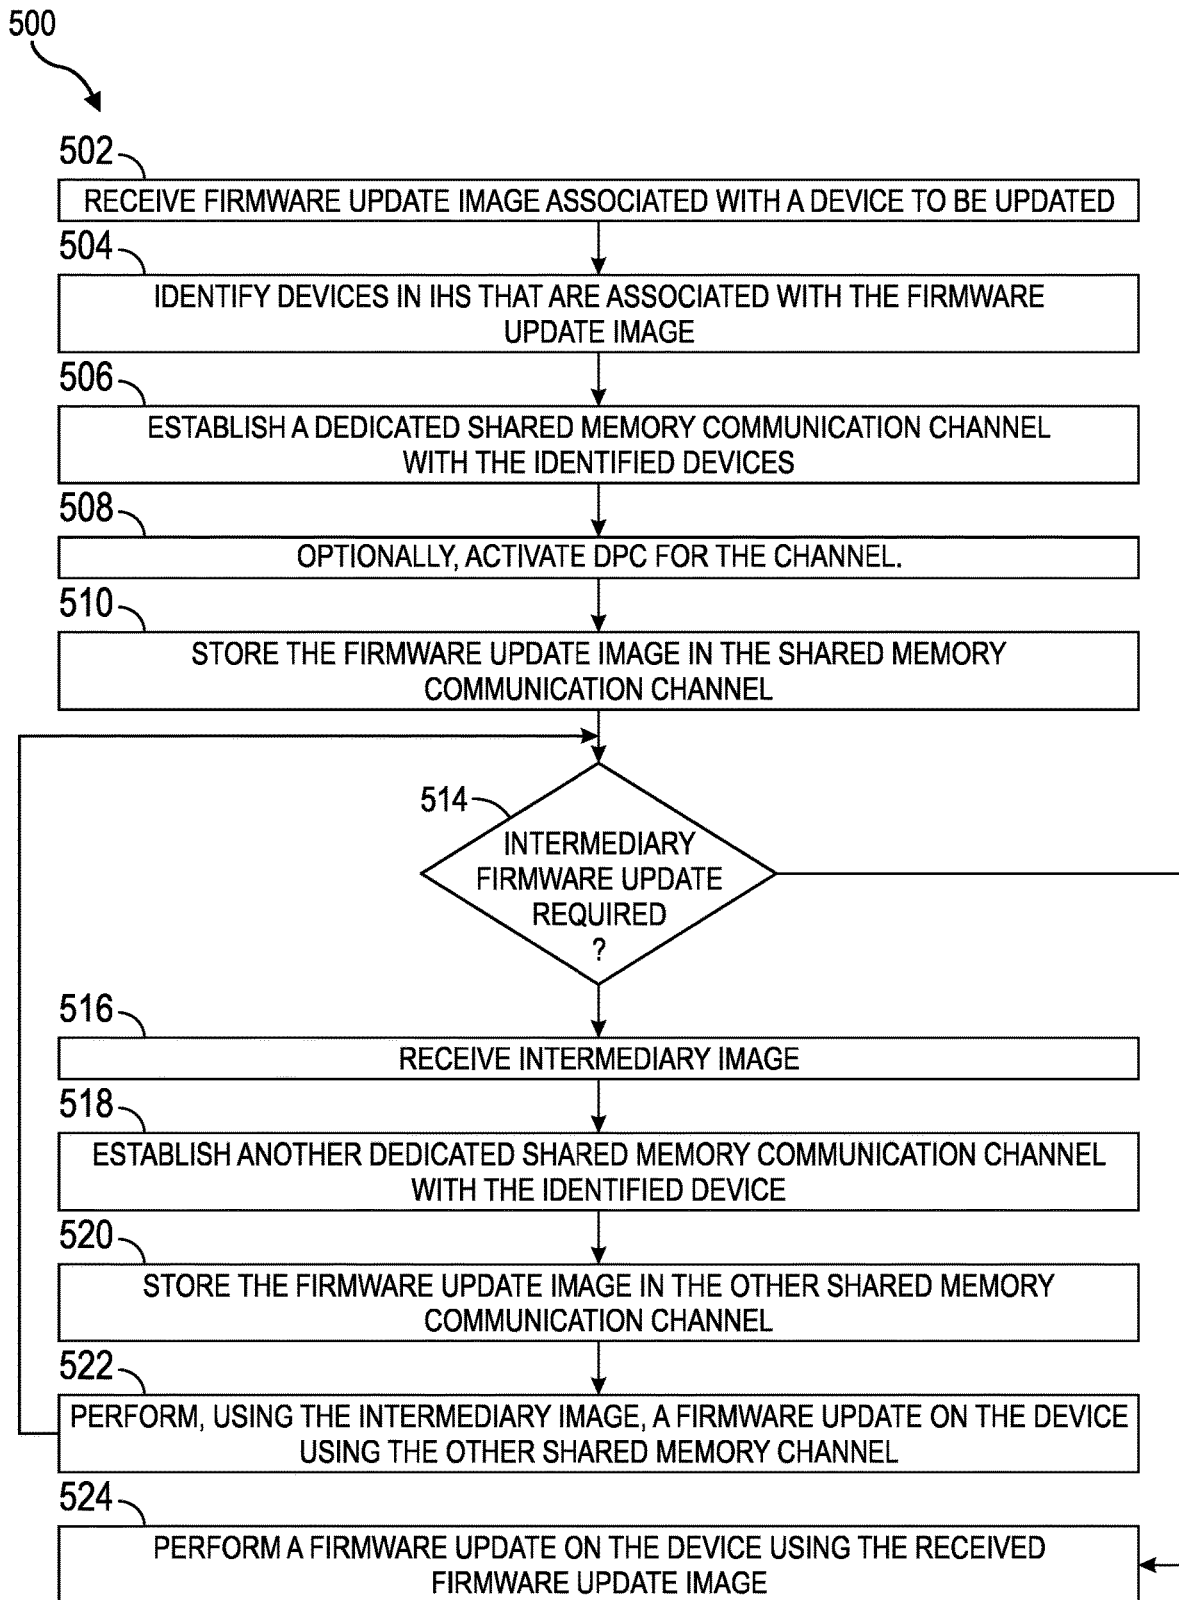 500
502
RECEIVE FIRMWARE UPDATE IMAGE ASSOCIATED WITH A DEVICE TO BE UPDATED
504
IDENTIFY DEVICES IN IHS THAT ARE ASSOCIATED WITH THE FIRMWARE
UPDATE IMAGE
506
ESTABLISH A DEDICATED SHARED MEMORY COMMUNICATION CHANNEL
WITH THE IDENTIFIED DEVICES
508
OPTIONALLY, ACTIVATE DPC FOR THE CHANNEL.
510
STORE THE FIRMWARE UPDATE IMAGE IN THE SHARED MEMORY
COMMUNICATION CHANNEL
514
INTERMEDIARY
FIRMWARE UPDATE
REQUIRED
?
516
RECEIVE INTERMEDIARY IMAGE
518
ESTABLISH ANOTHER DEDICATED SHARED MEMORY COMMUNICATION CHANNEL
WITH THE IDENTIFIED DEVICE
520
STORE THE FIRMWARE UPDATE IMAGE IN THE OTHER SHARED MEMORY
COMMUNICATION CHANNEL
522
PERFORM, USING THE INTERMEDIARY IMAGE, A FIRMWARE UPDATE ON THE DEVICE
USING THE OTHER SHARED MEMORY CHANNEL
524
PERFORM A FIRMWARE UPDATE ON THE DEVICE USING THE RECEIVED
FIRMWARE UPDATE IMAGE